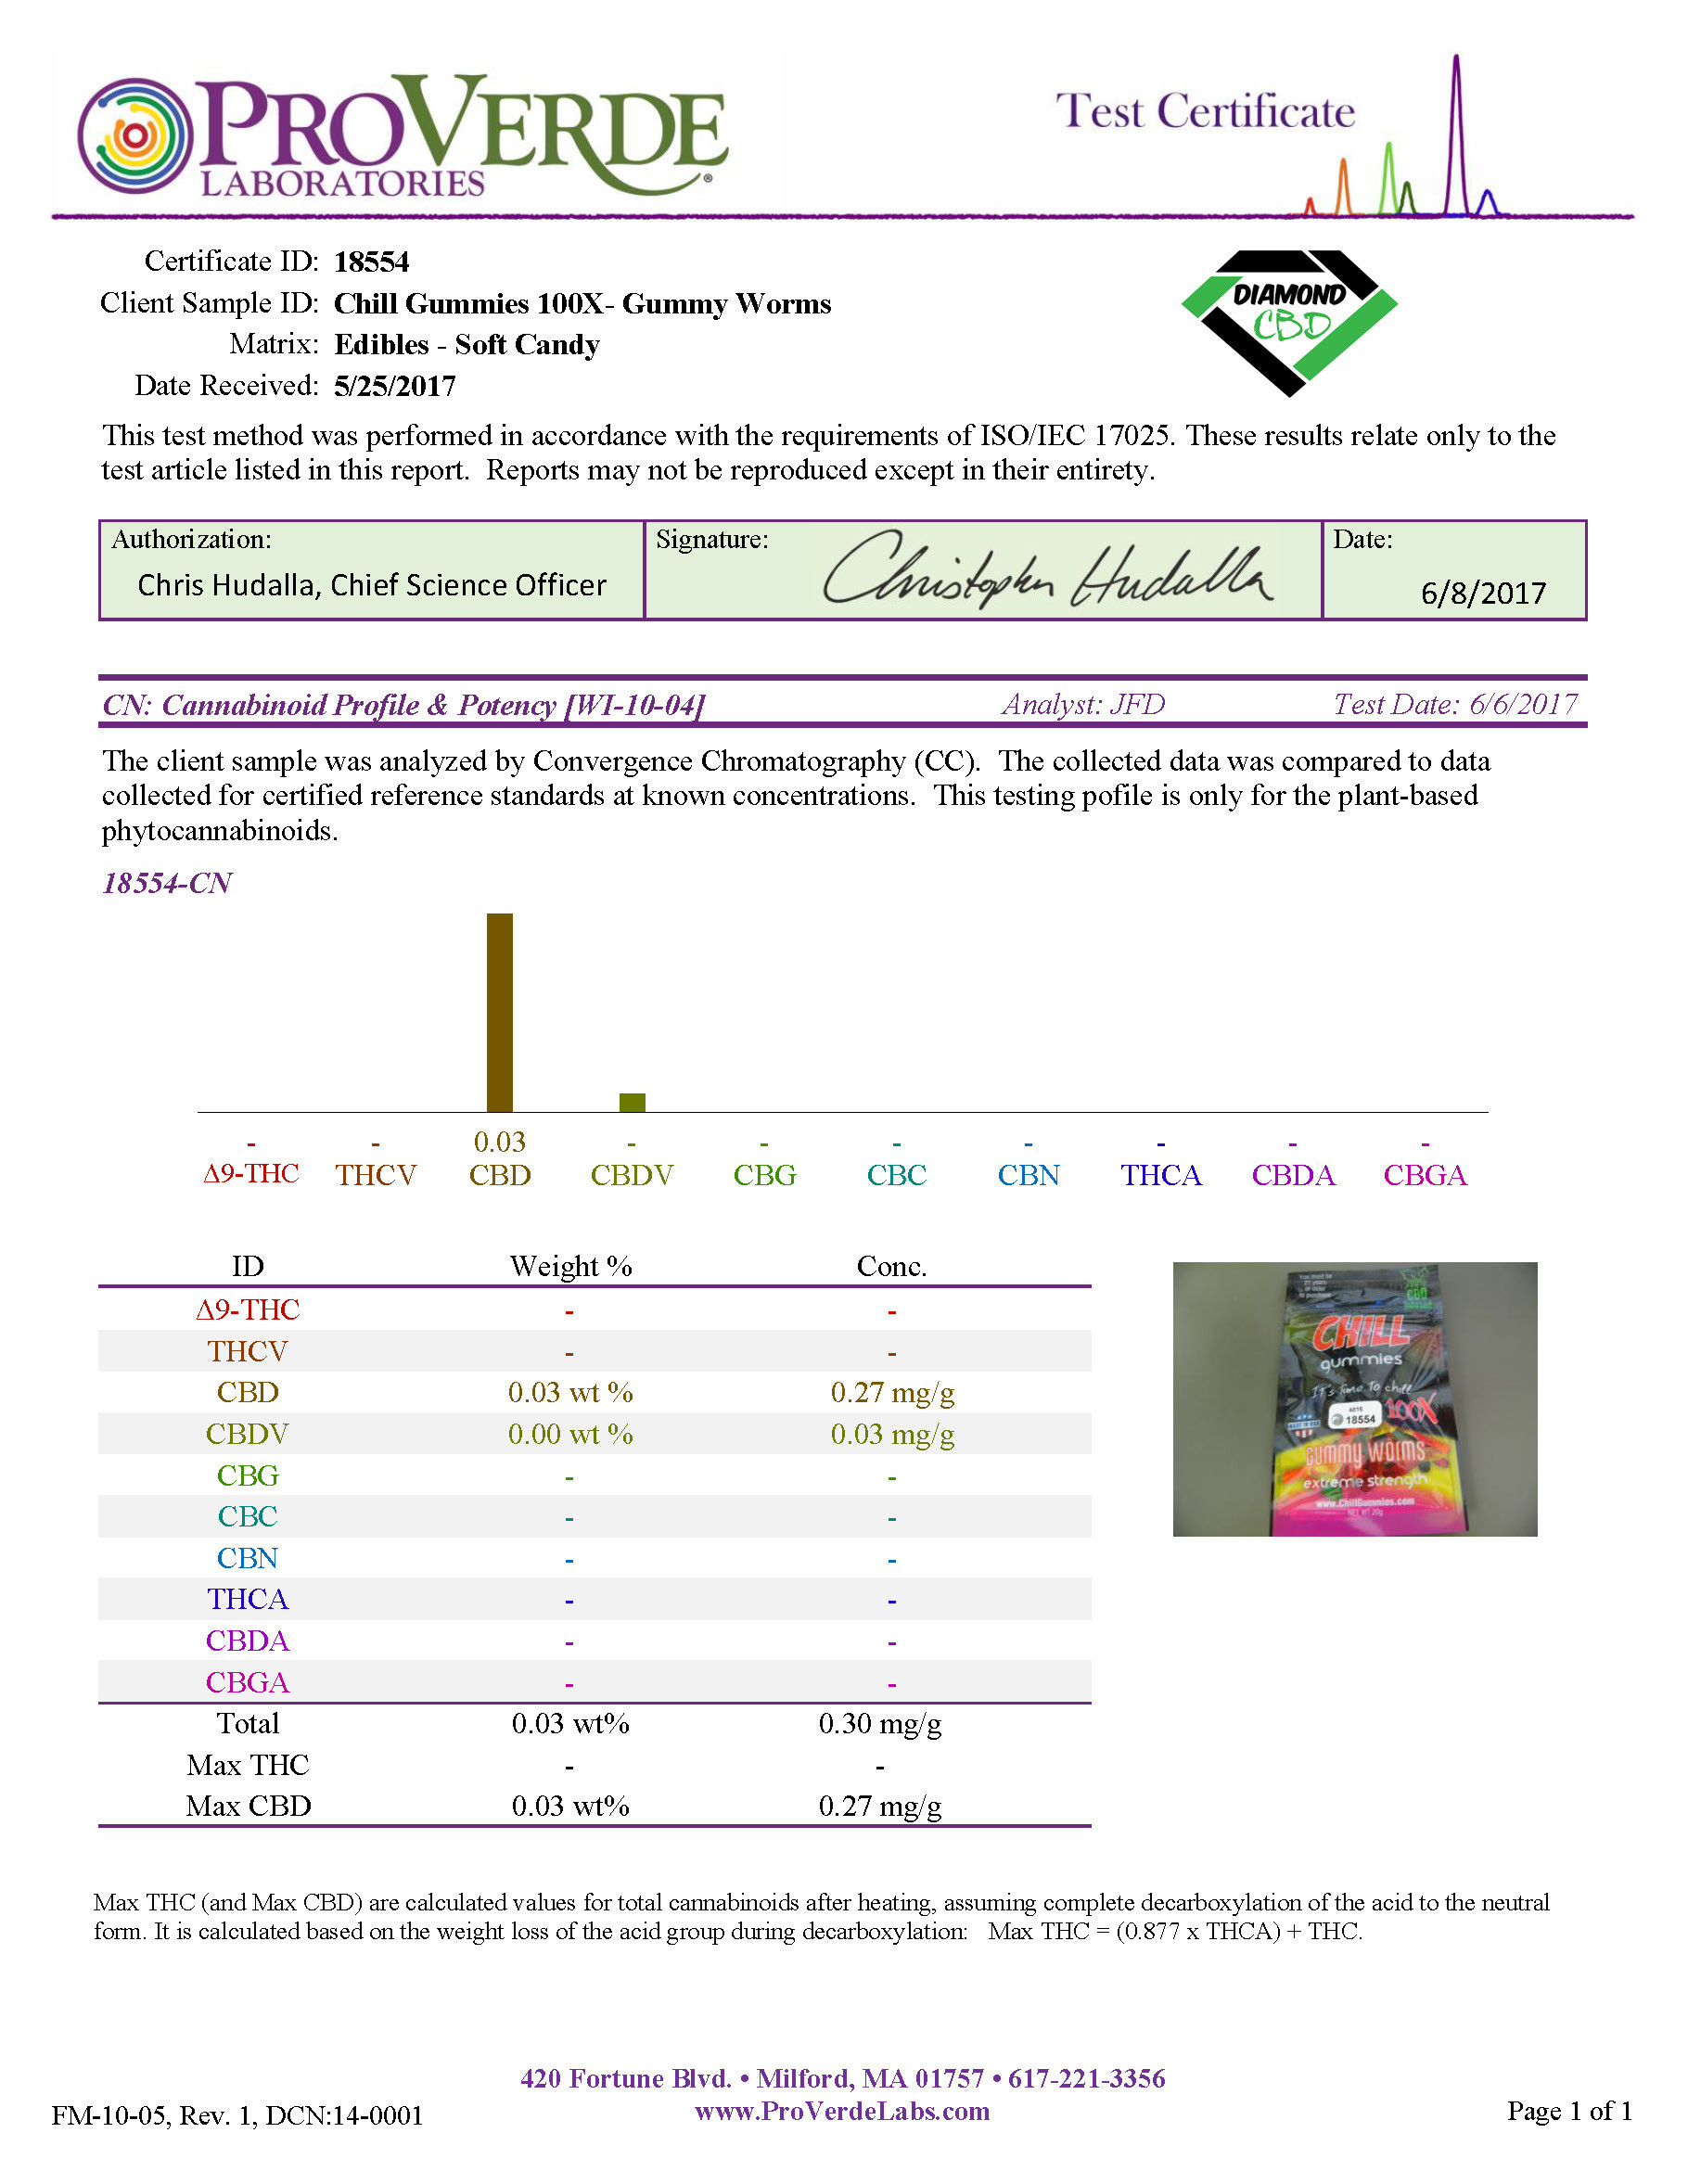 PROVERDE
LABORATORIES
®
Test Certificate
Certificate ID: 18554
Client Sample ID: Chill Gummies 100X- Gummy Worms
Matrix: Edibles - Soft Candy
Date Received: 5/25/2017
DIAMOND
CBD
This test method was performed in accordance with the requirements of ISO/IEC 17025. These results relate only to the
test article listed in this report. Reports may not be reproduced except in their entirety.
Authorization: Signature: Date:
Chris Hudalla, Chief Science Officer Christopher Hudalla 6/8/2017
CN: Cannabinoid Profile & Potency [WI-10-04] Analyst: JFD Test Date: 6/6/2017
The client sample was analyzed by Convergence Chromatography (CC). The collected data was compared to data
collected for certified reference standards at known concentrations. This testing pofile is only for the plant-based
phytocannabinoids.
18554-CN
- - 0.03 - - - - - - -
Δ9-THC THCV CBD CBDV CBG CBC CBN THCA CBDA CBGA
ID Weight % Conc.
Δ9-THC - -
THCV - -
CBD 0.03 wt % 0.27 mg/g
CBDV 0.00 wt % 0.03 mg/g
CBG - -
CBC - -
CBN - -
THCA - -
CBDA - -
CBGA - -
Total 0.03 wt% 0.30 mg/g
Max THC - -
Max CBD 0.03 wt% 0.27 mg/g
You must be
21 years
or older
to purchase
CBD
CHILL
gummies
It's Time To chill
100X
18554
Gummy Worms
extreme strength
www.ChillGummies.com
NET WT 20g
Max THC (and Max CBD) are calculated values for total cannabinoids after heating, assuming complete decarboxylation of the acid to the neutral
form. It is calculated based on the weight loss of the acid group during decarboxylation: Max THC = (0.877 x THCA) + THC.
420 Fortune Blvd. • Milford, MA 01757 • 617-221-3356
www.ProVerdeLabs.com
FM-10-05, Rev. 1, DCN:14-0001
Page 1 of 1